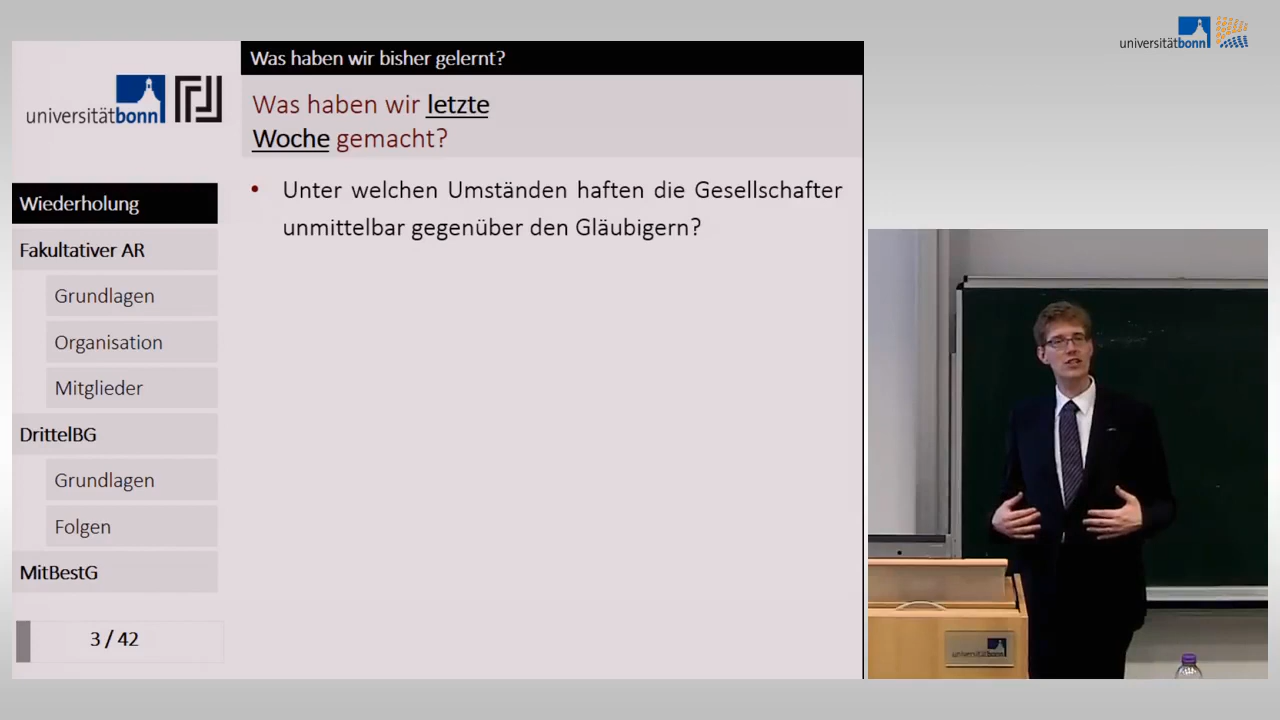 universitätbonn
Was haben wir bisher gelernt?
universitätbonn
Was haben wir letzte
Woche gemacht?
Wiederholung
Fakultativer AR
Grundlagen
Organisation
Mitglieder
DrittelBG
Grundlagen
Folgen
MitBestG
3 / 42
• Unter welchen Umständen haften die Gesellschafter
unmittelbar gegenüber den Gläubigern?
universitätbonn